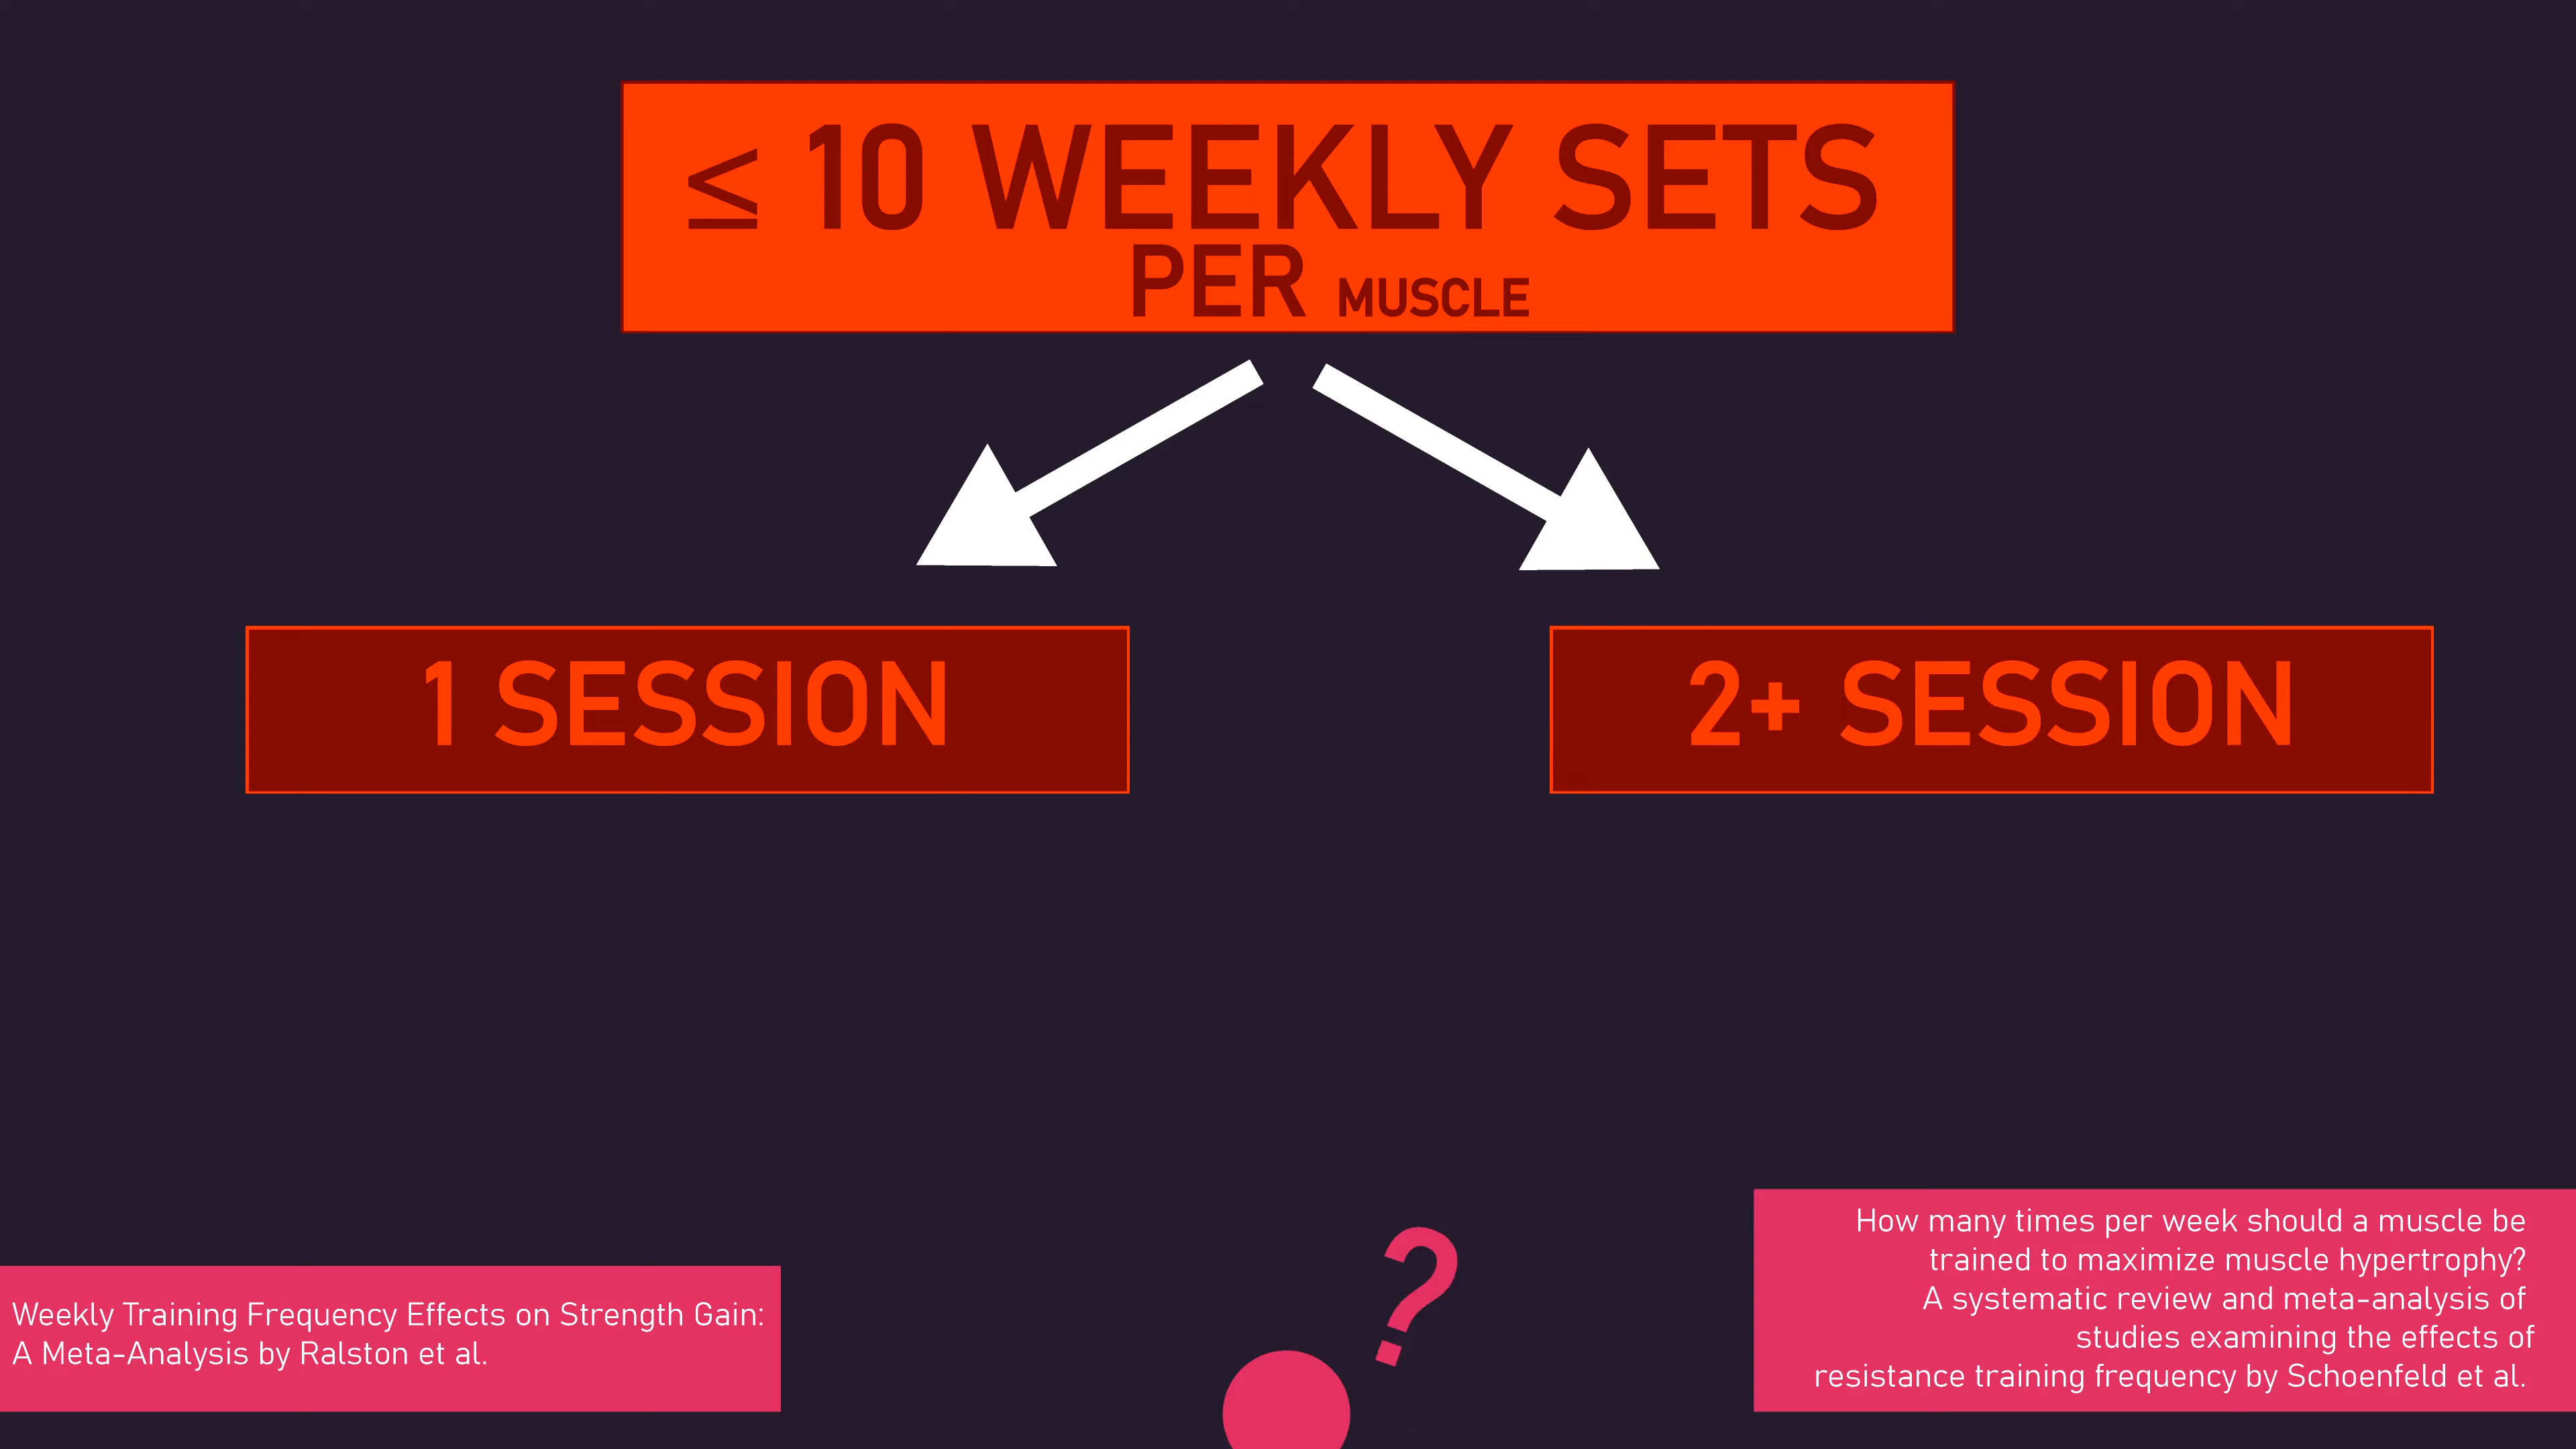 ≤ 10 WEEKLY SETS
PER MUSCLE
1 SESSION
2+ SESSION
Weekly Training Frequency Effects on Strength Gain:
A Meta-Analysis by Ralston et al.
?
How many times per week should a muscle be
trained to maximize muscle hypertrophy?
A systematic review and meta-analysis of
studies examining the effects of
resistance training frequency by Schoenfeld et al.